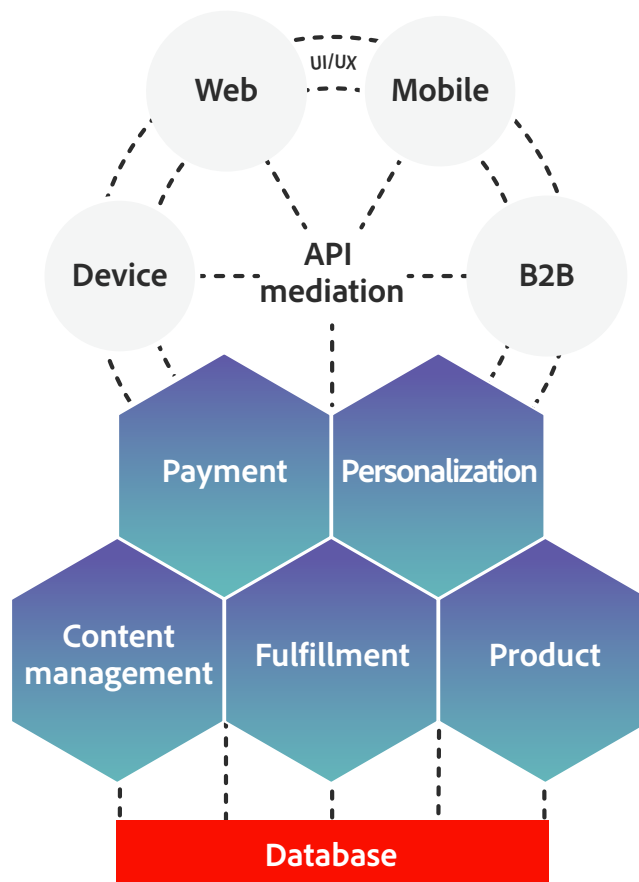 UI/UX
Web
Mobile
Device
API
mediation
B2B
Payment
Personalization
Content
management
Fulfillment
Product
Database